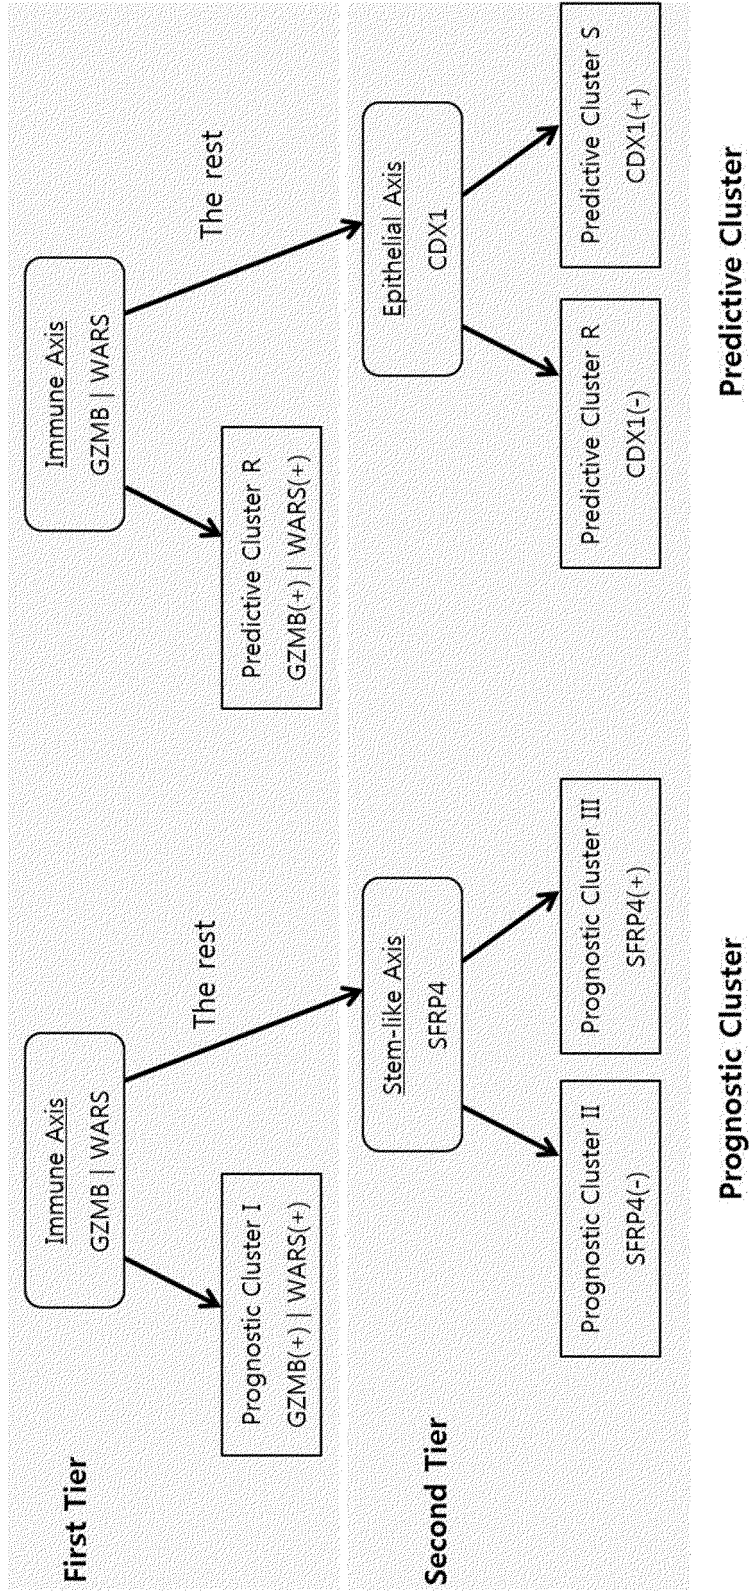 First Tier
Immune Axis
GZMB | WARS
The rest
Prognostic Cluster I
GZMB(+) | WARS(+)
Immune Axis
GZMB | WARS
The rest
Predictive Cluster R
GZMB(+) | WARS(+)
Second Tier
Stem-like Axis
SFRP4
Prognostic Cluster II
SFRP4(-)
Prognostic Cluster III
SFRP4(+)
Epithelial Axis
CDX1
Predictive Cluster R
CDX1(-)
Predictive Cluster S
CDX1(+)
Prognostic Cluster
Predictive Cluster